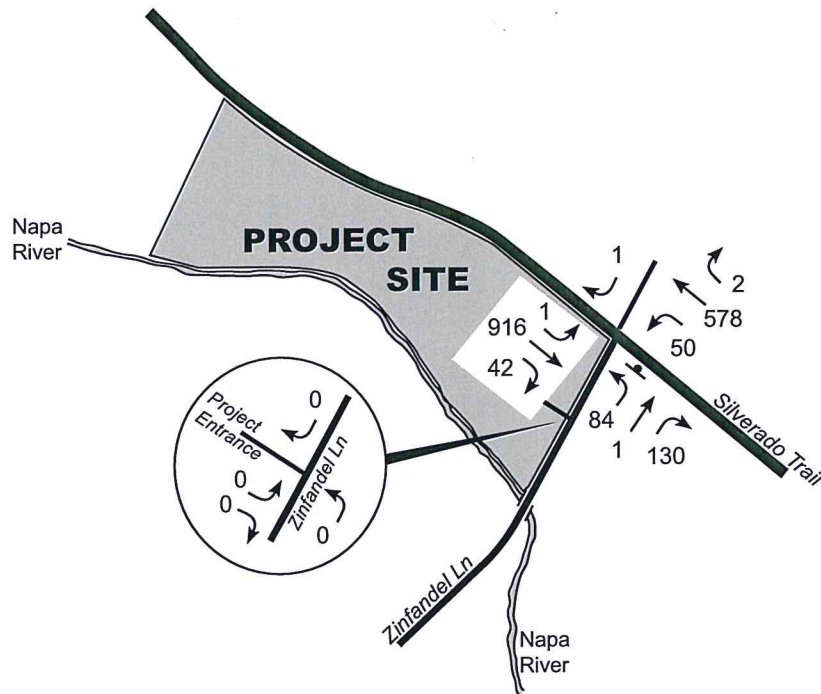 Napa
River
PROJECT
SITE
1
2
578
50
916
1
42
84
1
130
Silverado Trail
Project
Entrance
0
0
0
0
Zinfandel Ln
Zinfandel Ln
Napa
River